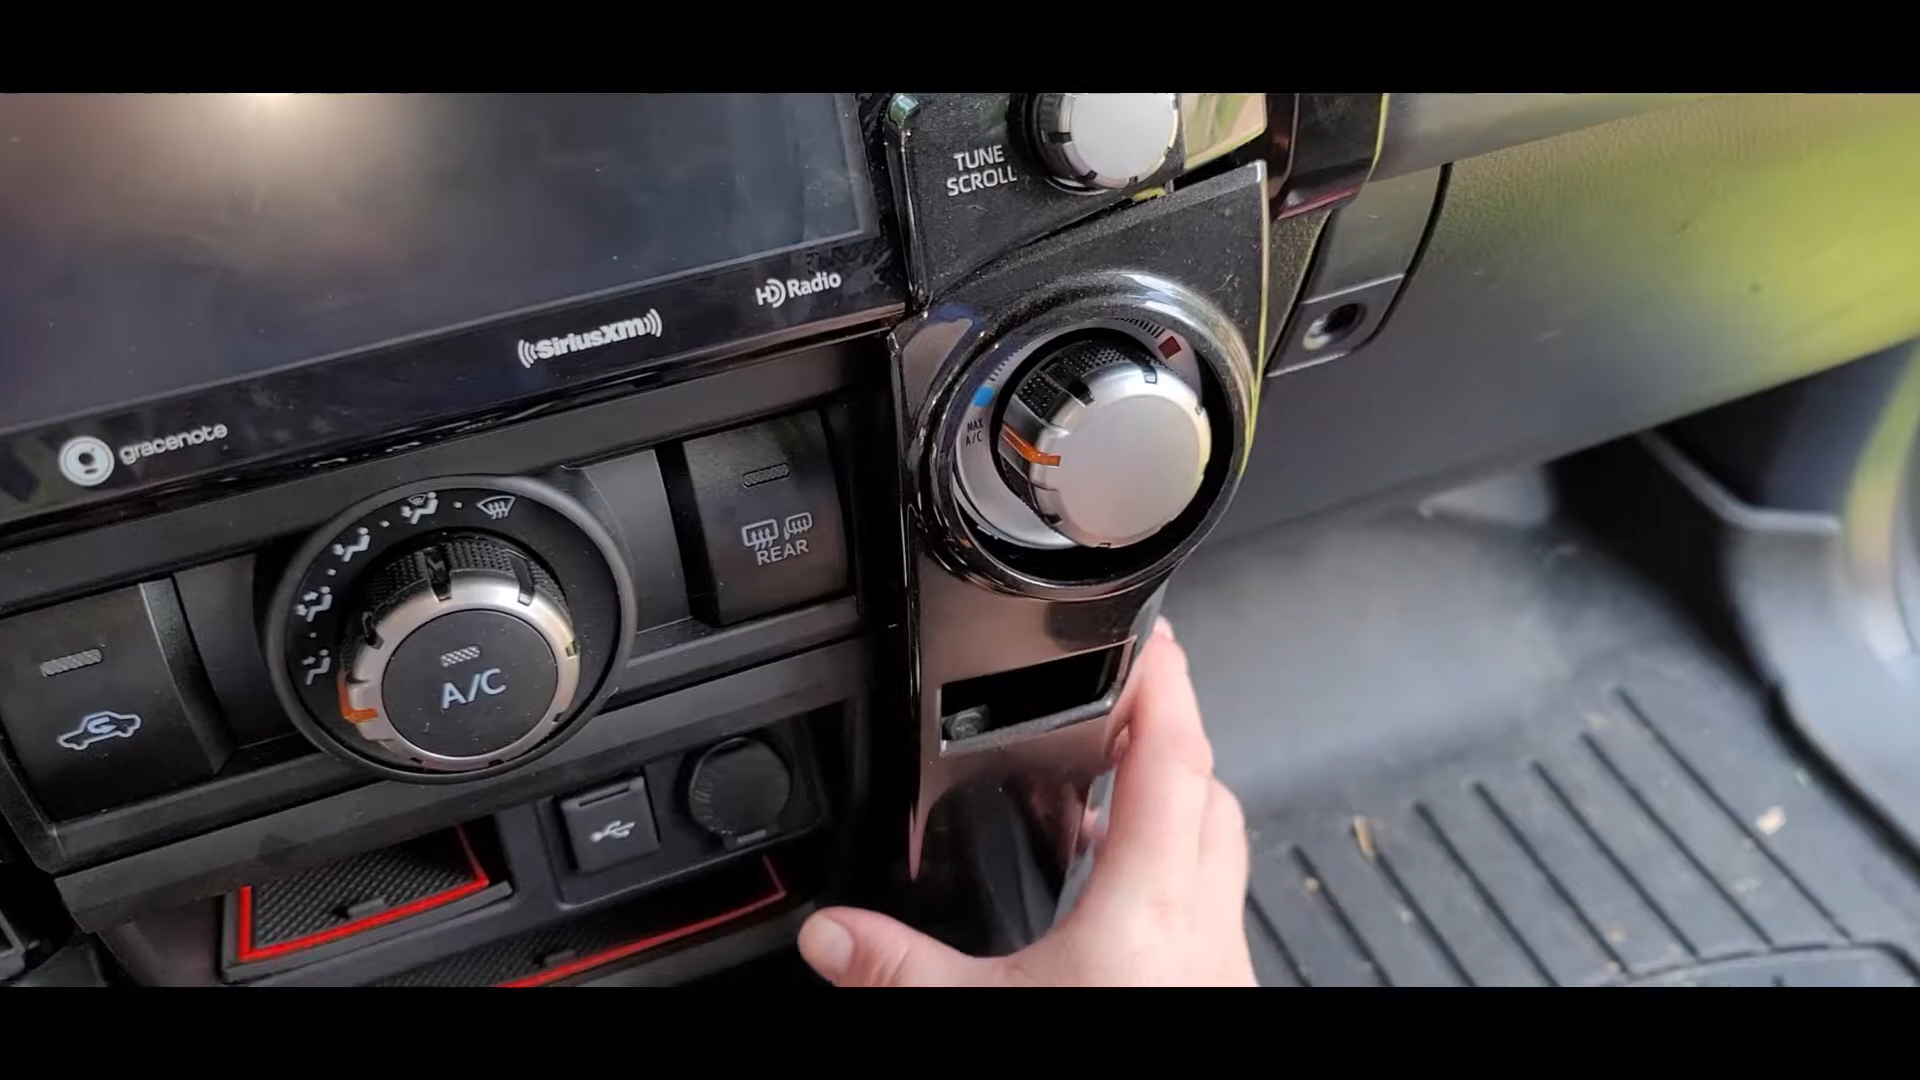 TUNE
SCROLL
HD Radio
((SiriusXM))
gracenote
MAX
A/C
REAR
A/C